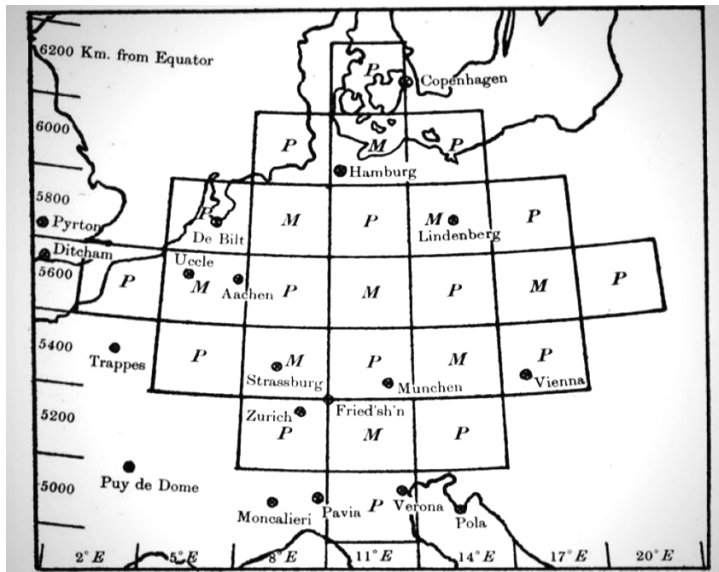 6200 Km. from Equator
P
Copenhagen
6000
P M P
Hamburg
5800
P M P M P
Pyrton
De Bilt
Lindenberg
Ditcham
5600
Uccle
P M P M P M P
Aachen
5400
P M P M P
Trappes
Strassburg
München
Vienna
5200
Zurich
Fried'sh'n
P M P
5000
Puy de Dome
Moncalieri
Pavia
P
Verona
Pola
2° E 5° E 8° E 11° E 14° E 17° E 20° E